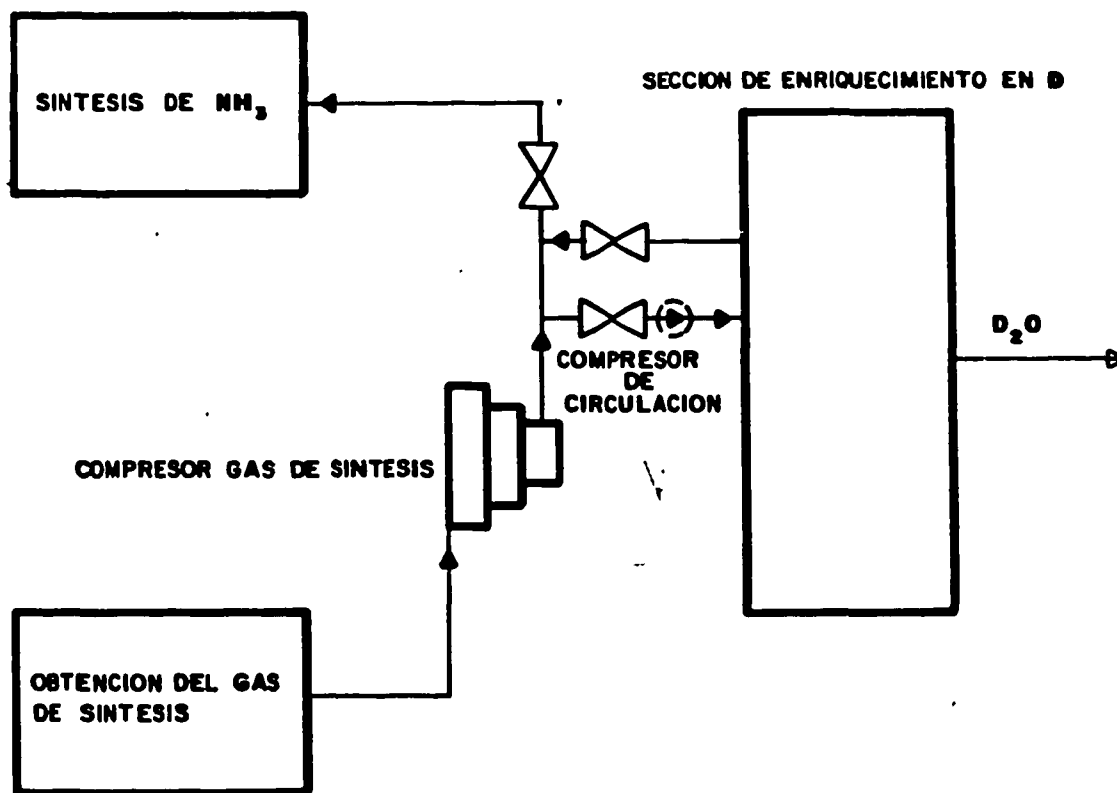 SINTESIS DE NH₃
SECCION DE ENRIQUECIMIENTO EN D
D₂O
COMPRESOR
DE
CIRCULACION
COMPRESOR GAS DE SINTESIS
OBTENCION DEL GAS
DE SINTESIS